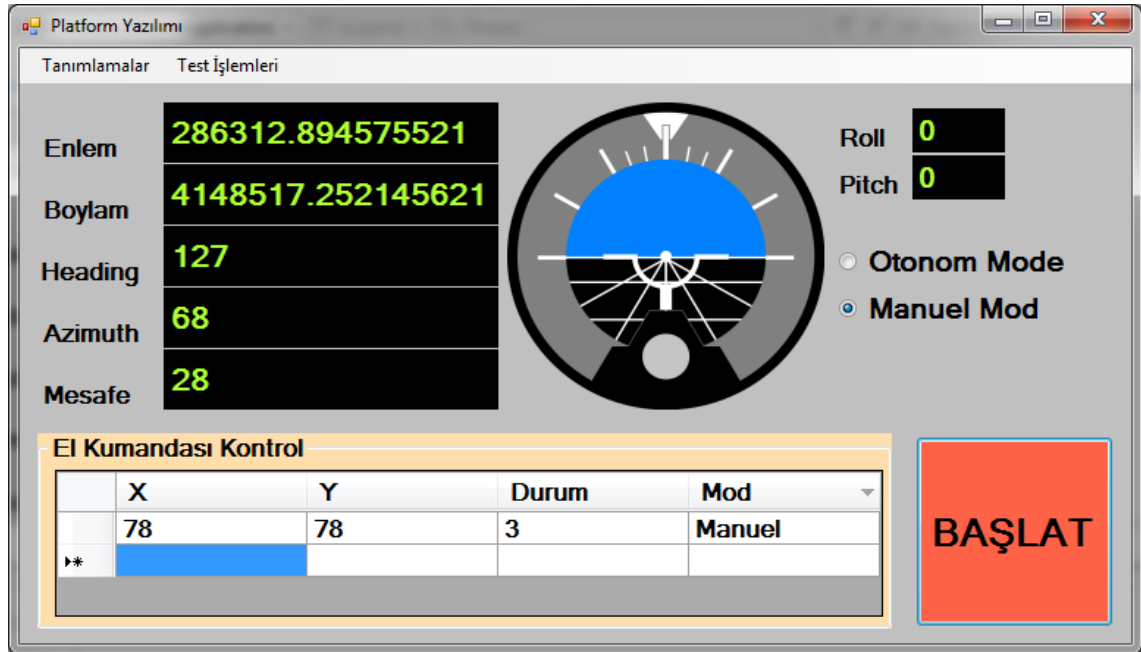 Platform Yazılımı
Tanımlamalar Test İşlemleri
Enlem 286312.894575521
Boylam 4148517.252145621
Heading 127
Azimuth 68
Mesafe 28
Roll 0
Pitch 0
Otonom Mode
Manuel Mod
El Kumandası Kontrol
X Y Durum Mod
78 78 3 Manuel
BAŞLAT